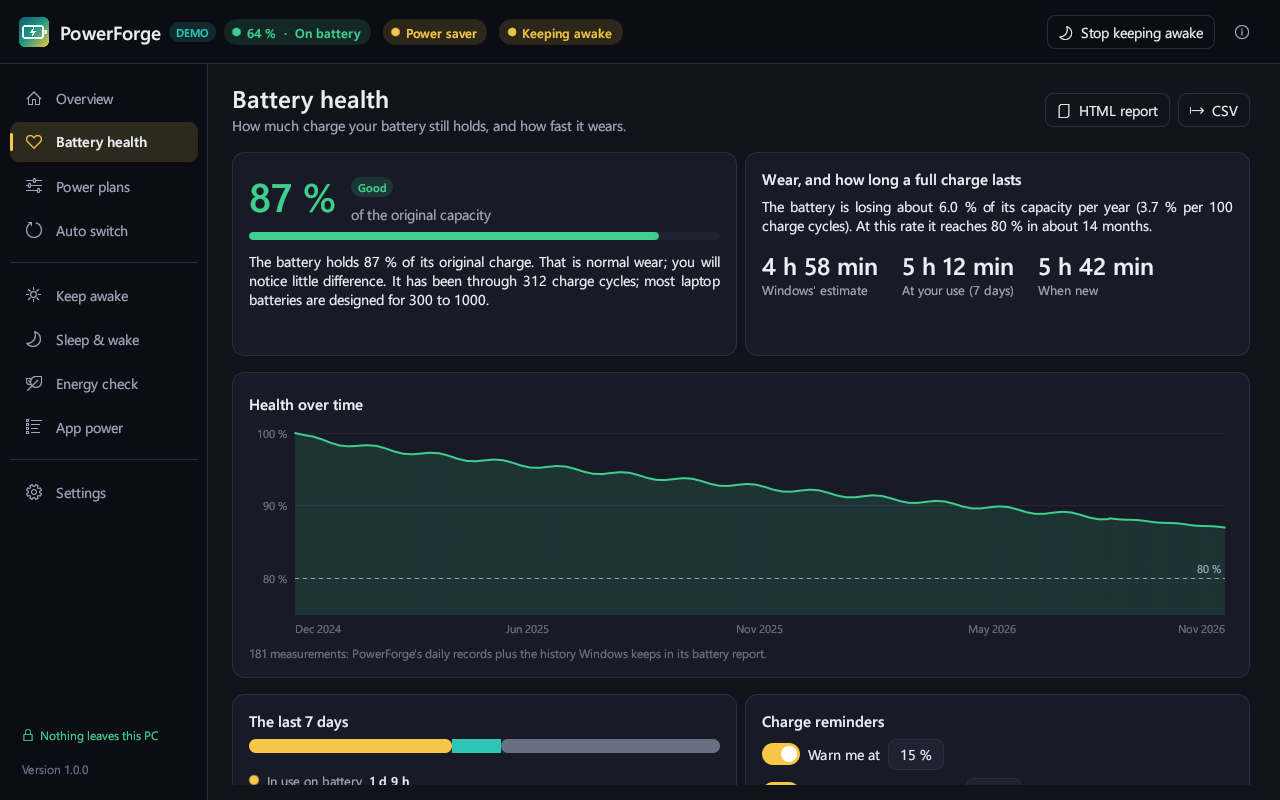 PowerForge DEMO 64 % · On battery Power saver Keeping awake Stop keeping awake
Overview
Battery health
Power plans
Auto switch
Keep awake
Sleep & wake
Energy check
App power
Settings
Nothing leaves this PC
Version 1.0.0
Battery health
How much charge your battery still holds, and how fast it wears.
HTML report
CSV
87 %
Good
of the original capacity
The battery holds 87 % of its original charge. That is normal wear; you will
notice little difference. It has been through 312 charge cycles; most laptop
batteries are designed for 300 to 1000.
Wear, and how long a full charge lasts
The battery is losing about 6.0 % of its capacity per year (3.7 % per 100
charge cycles). At this rate it reaches 80 % in about 14 months.
4 h 58 min 5 h 12 min 5 h 42 min
Windows' estimate At your use (7 days) When new
Health over time
100 %
90 %
80 %
80 %
Dec 2024 Jun 2025 Nov 2025 May 2026 Nov 2026
181 measurements: PowerForge's daily records plus the history Windows keeps in its battery report.
The last 7 days
In use on battery 1 d 9 h
Charge reminders
Warn me at 15 %